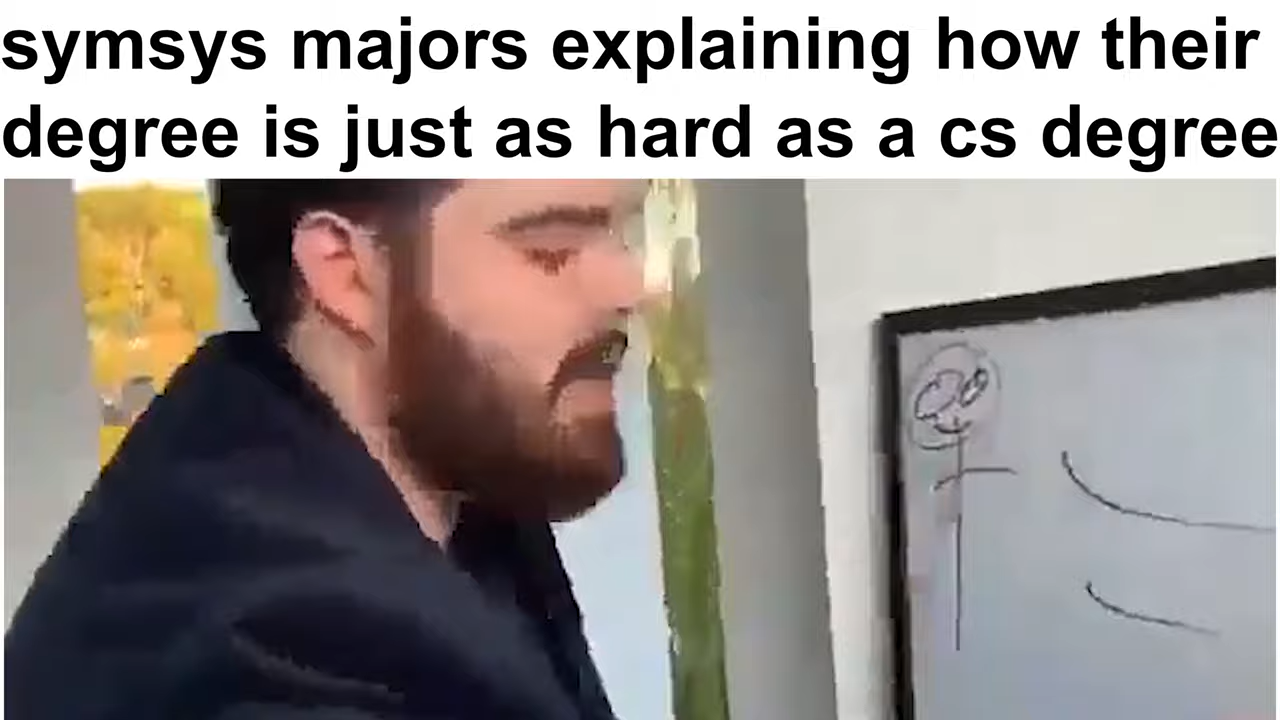 symsys majors explaining how their
degree is just as hard as a cs degree